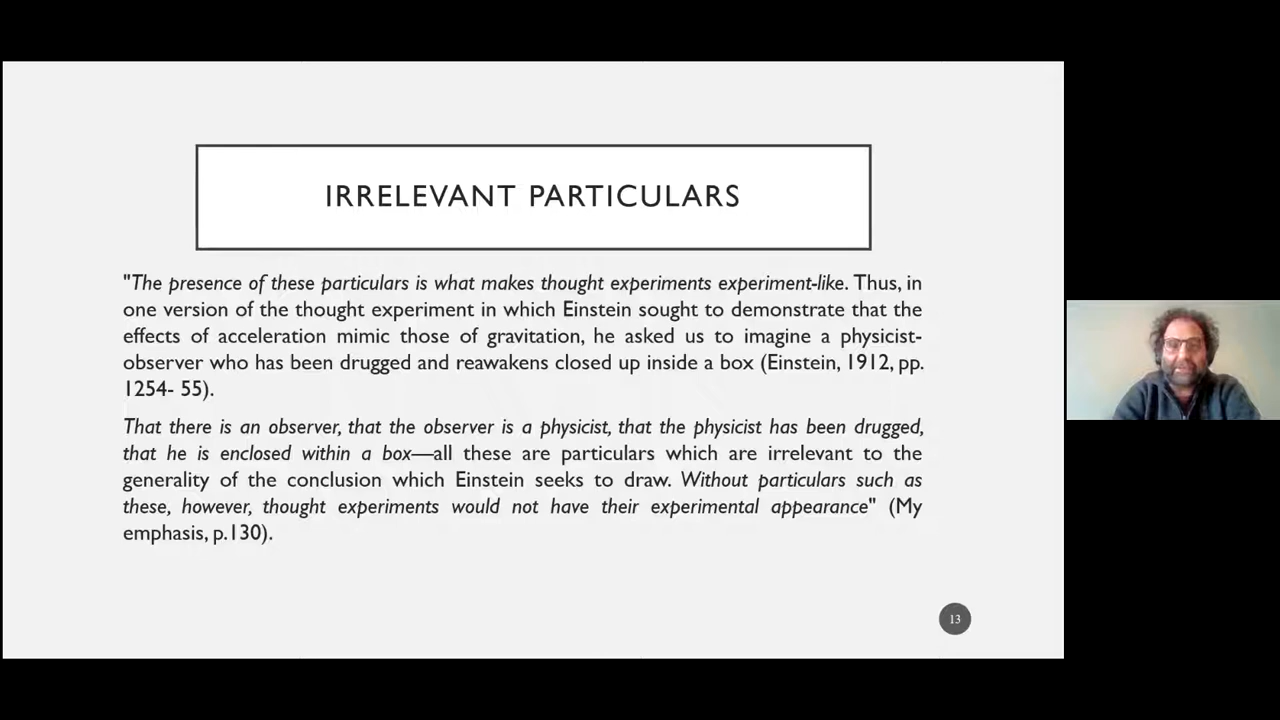 IRRELEVANT PARTICULARS
"The presence of these particulars is what makes thought experiments experiment-like. Thus, in
one version of the thought experiment in which Einstein sought to demonstrate that the
effects of acceleration mimic those of gravitation, he asked us to imagine a physicist-
observer who has been drugged and reawakens closed up inside a box (Einstein, 1912, pp.
1254- 55).
That there is an observer, that the observer is a physicist, that the physicist has been drugged,
that he is enclosed within a box—all these are particulars which are irrelevant to the
generality of the conclusion which Einstein seeks to draw. Without particulars such as
these, however, thought experiments would not have their experimental appearance" (My
emphasis, p.130).
13